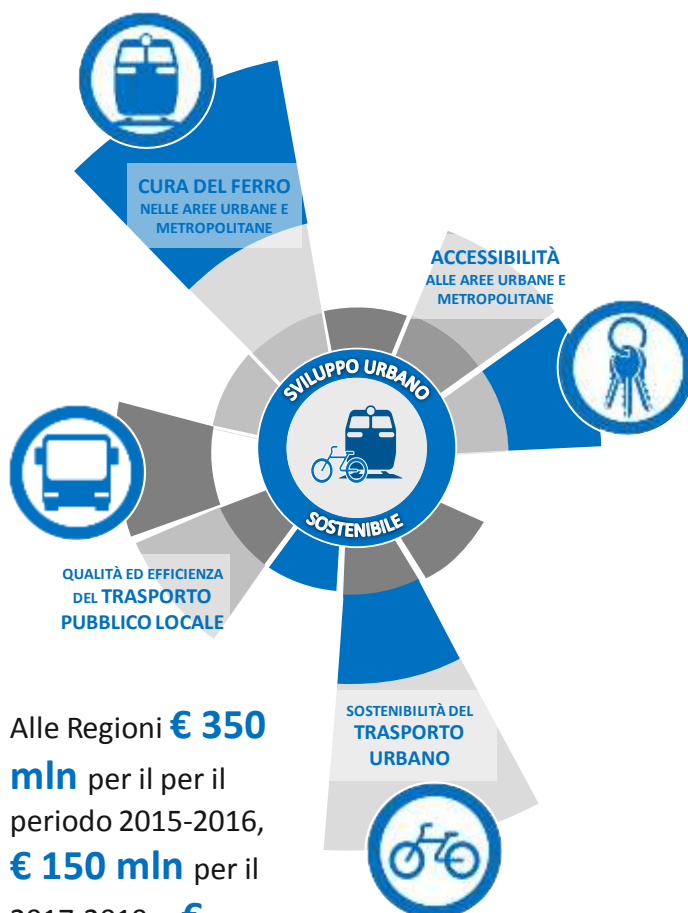 CURA DEL FERRO
NELLE AREE URBANE E
METROPOLITANE
ACCESSIBILITÀ
ALLE AREE URBANE E
METROPOLITANE
SVILUPPO URBANO
SOSTENIBILE
QUALITÀ ED EFFICIENZA
DEL TRASPORTO
PUBBLICO LOCALE
SOSTENIBILITÀ DEL
TRASPORTO
URBANO
Alle Regioni € 350
mln per il per il
periodo 2015-2016,
€ 150 mln per il
€